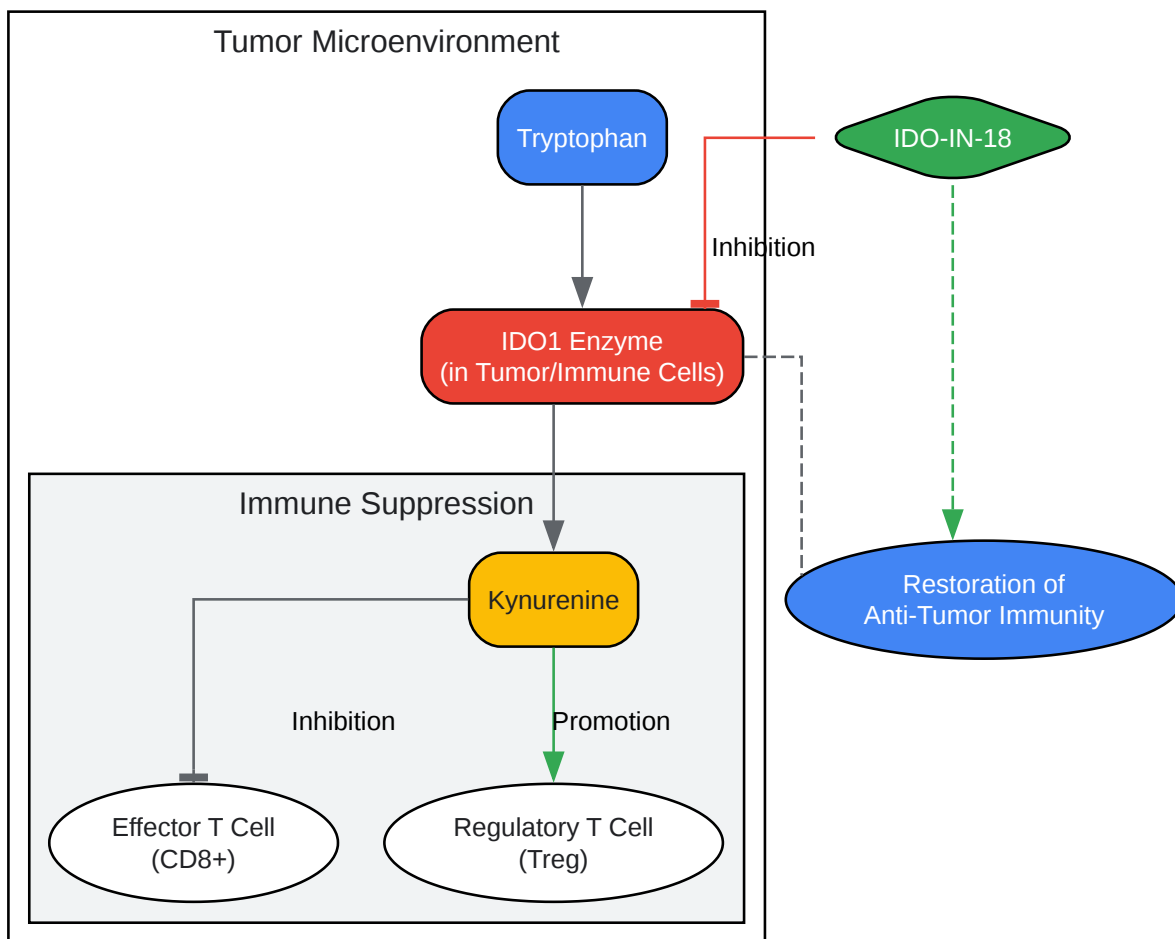 Tumor Microenvironment
Tryptophan
IDO-IN-18
Inhibition
IDO1 Enzyme
(in Tumor/Immune Cells)
Immune Suppression
Kynurenine
Restoration of
Anti-Tumor Immunity
Inhibition
Promotion
Effector T Cell
(CD8+)
Regulatory T Cell
(Treg)